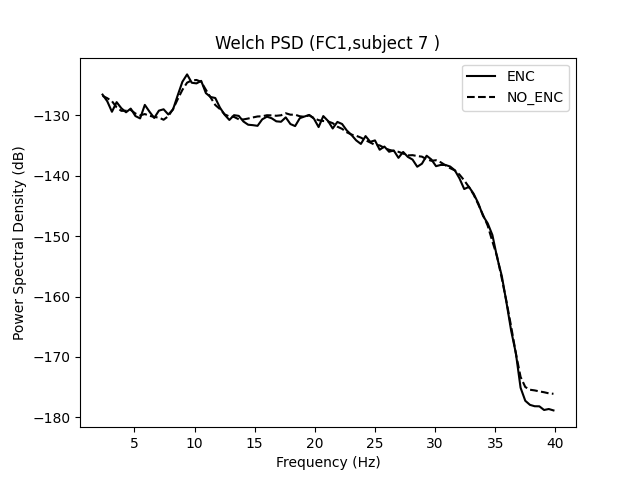 Welch PSD (FC1,subject 7 )
ENC
NO_ENC
Power Spectral Density (dB)
−130
−140
−150
−160
−170
−180
5 10 15 20 25 30 35 40
Frequency (Hz)